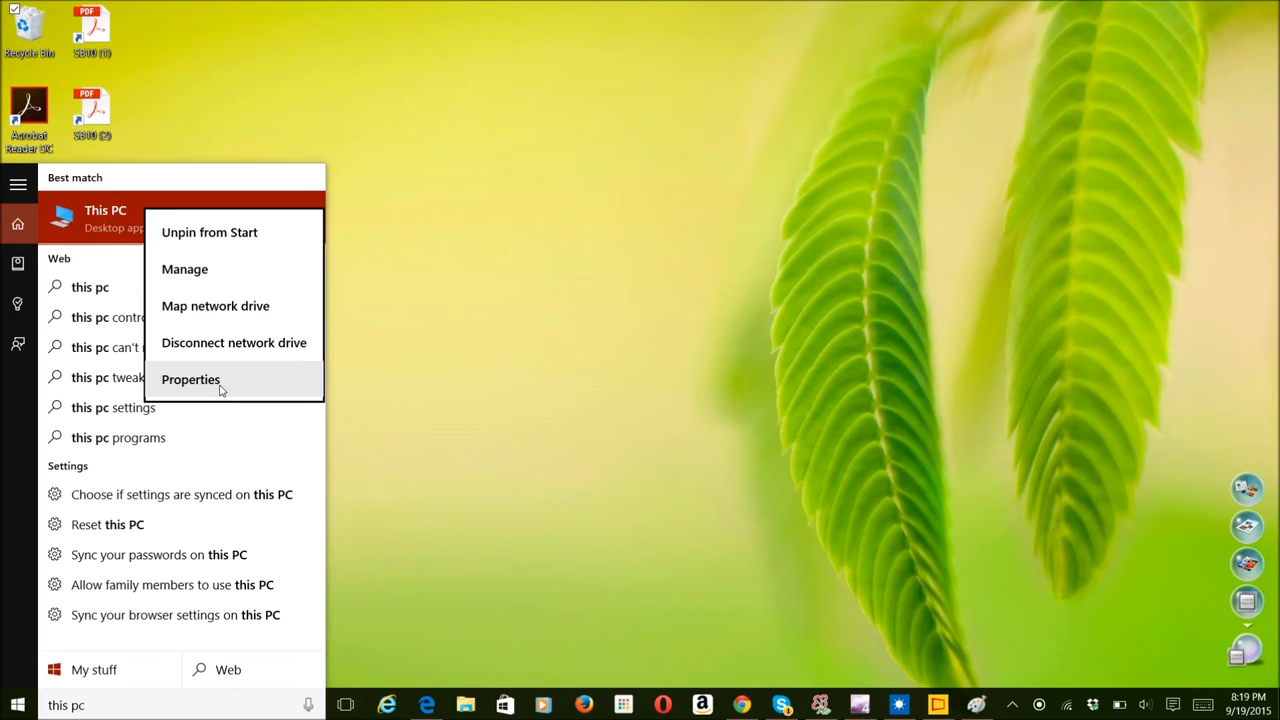 Recycle Bin
PDF
SB10 (1)
Acrobat
Reader DC
PDF
SB10 (2)
Best match
This PC
Desktop app
Unpin from Start
Manage
Map network drive
Disconnect network drive
Properties
Web
this pc
this pc contro
this pc can't
this pc tweak
this pc settings
this pc programs
Settings
Choose if settings are synced on this PC
Reset this PC
Sync your passwords on this PC
Allow family members to use this PC
Sync your browser settings on this PC
My stuff
Web
this pc
8:19 PM
9/19/2015